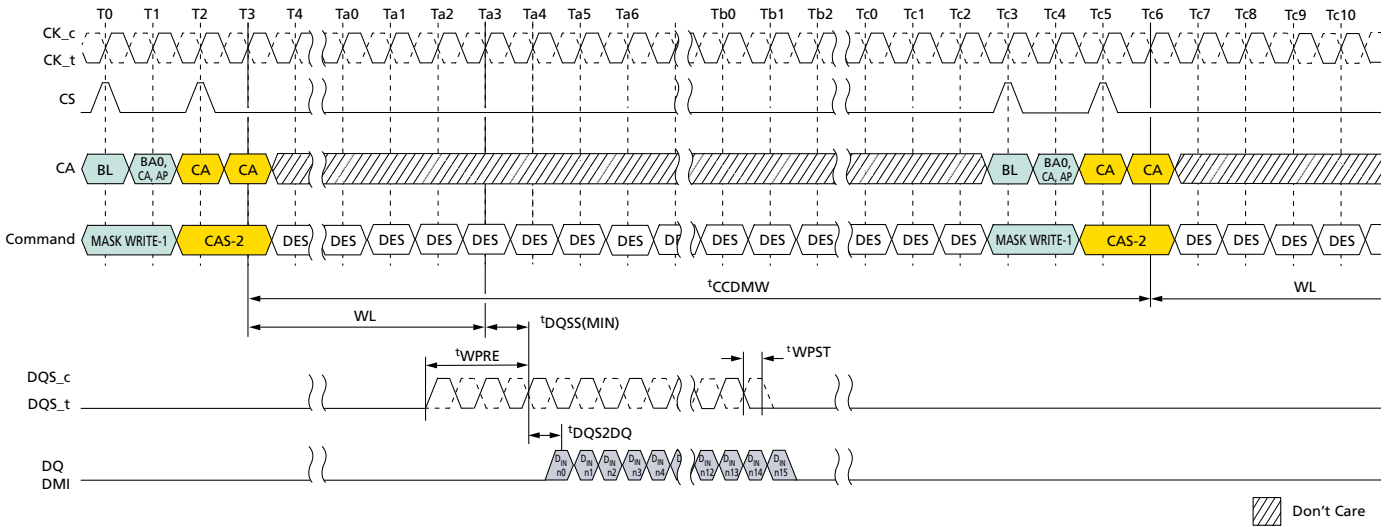 T0 T1 T2 T3 T4 Ta0 Ta1 Ta2 Ta3 Ta4 Ta5 Ta6 Tb0 Tb1 Tb2 Tc0 Tc1 Tc2 Tc3 Tc4 Tc5 Tc6 Tc7 Tc8 Tc9 Tc10
CK_c
CK_t
CS
CA BL BA0, CA, AP CA CA BL BA0, CA, AP CA CA
Command MASK WRITE-1 CAS-2 DES DES DES DES DES DES DES DES DES DES DES DES DES DES MASK WRITE-1 CAS-2 DES DES DES DES
tCCDMW WL
WL tDQSS(MIN)
tWPRE tWPST
DQS_c
DQS_t
tDQS2DQ
DQ DIN n0 DIN n1 DIN n2 DIN n3 DIN n4 DIN n12 DIN n13 DIN n14 DIN n15
DMI
Don't Care